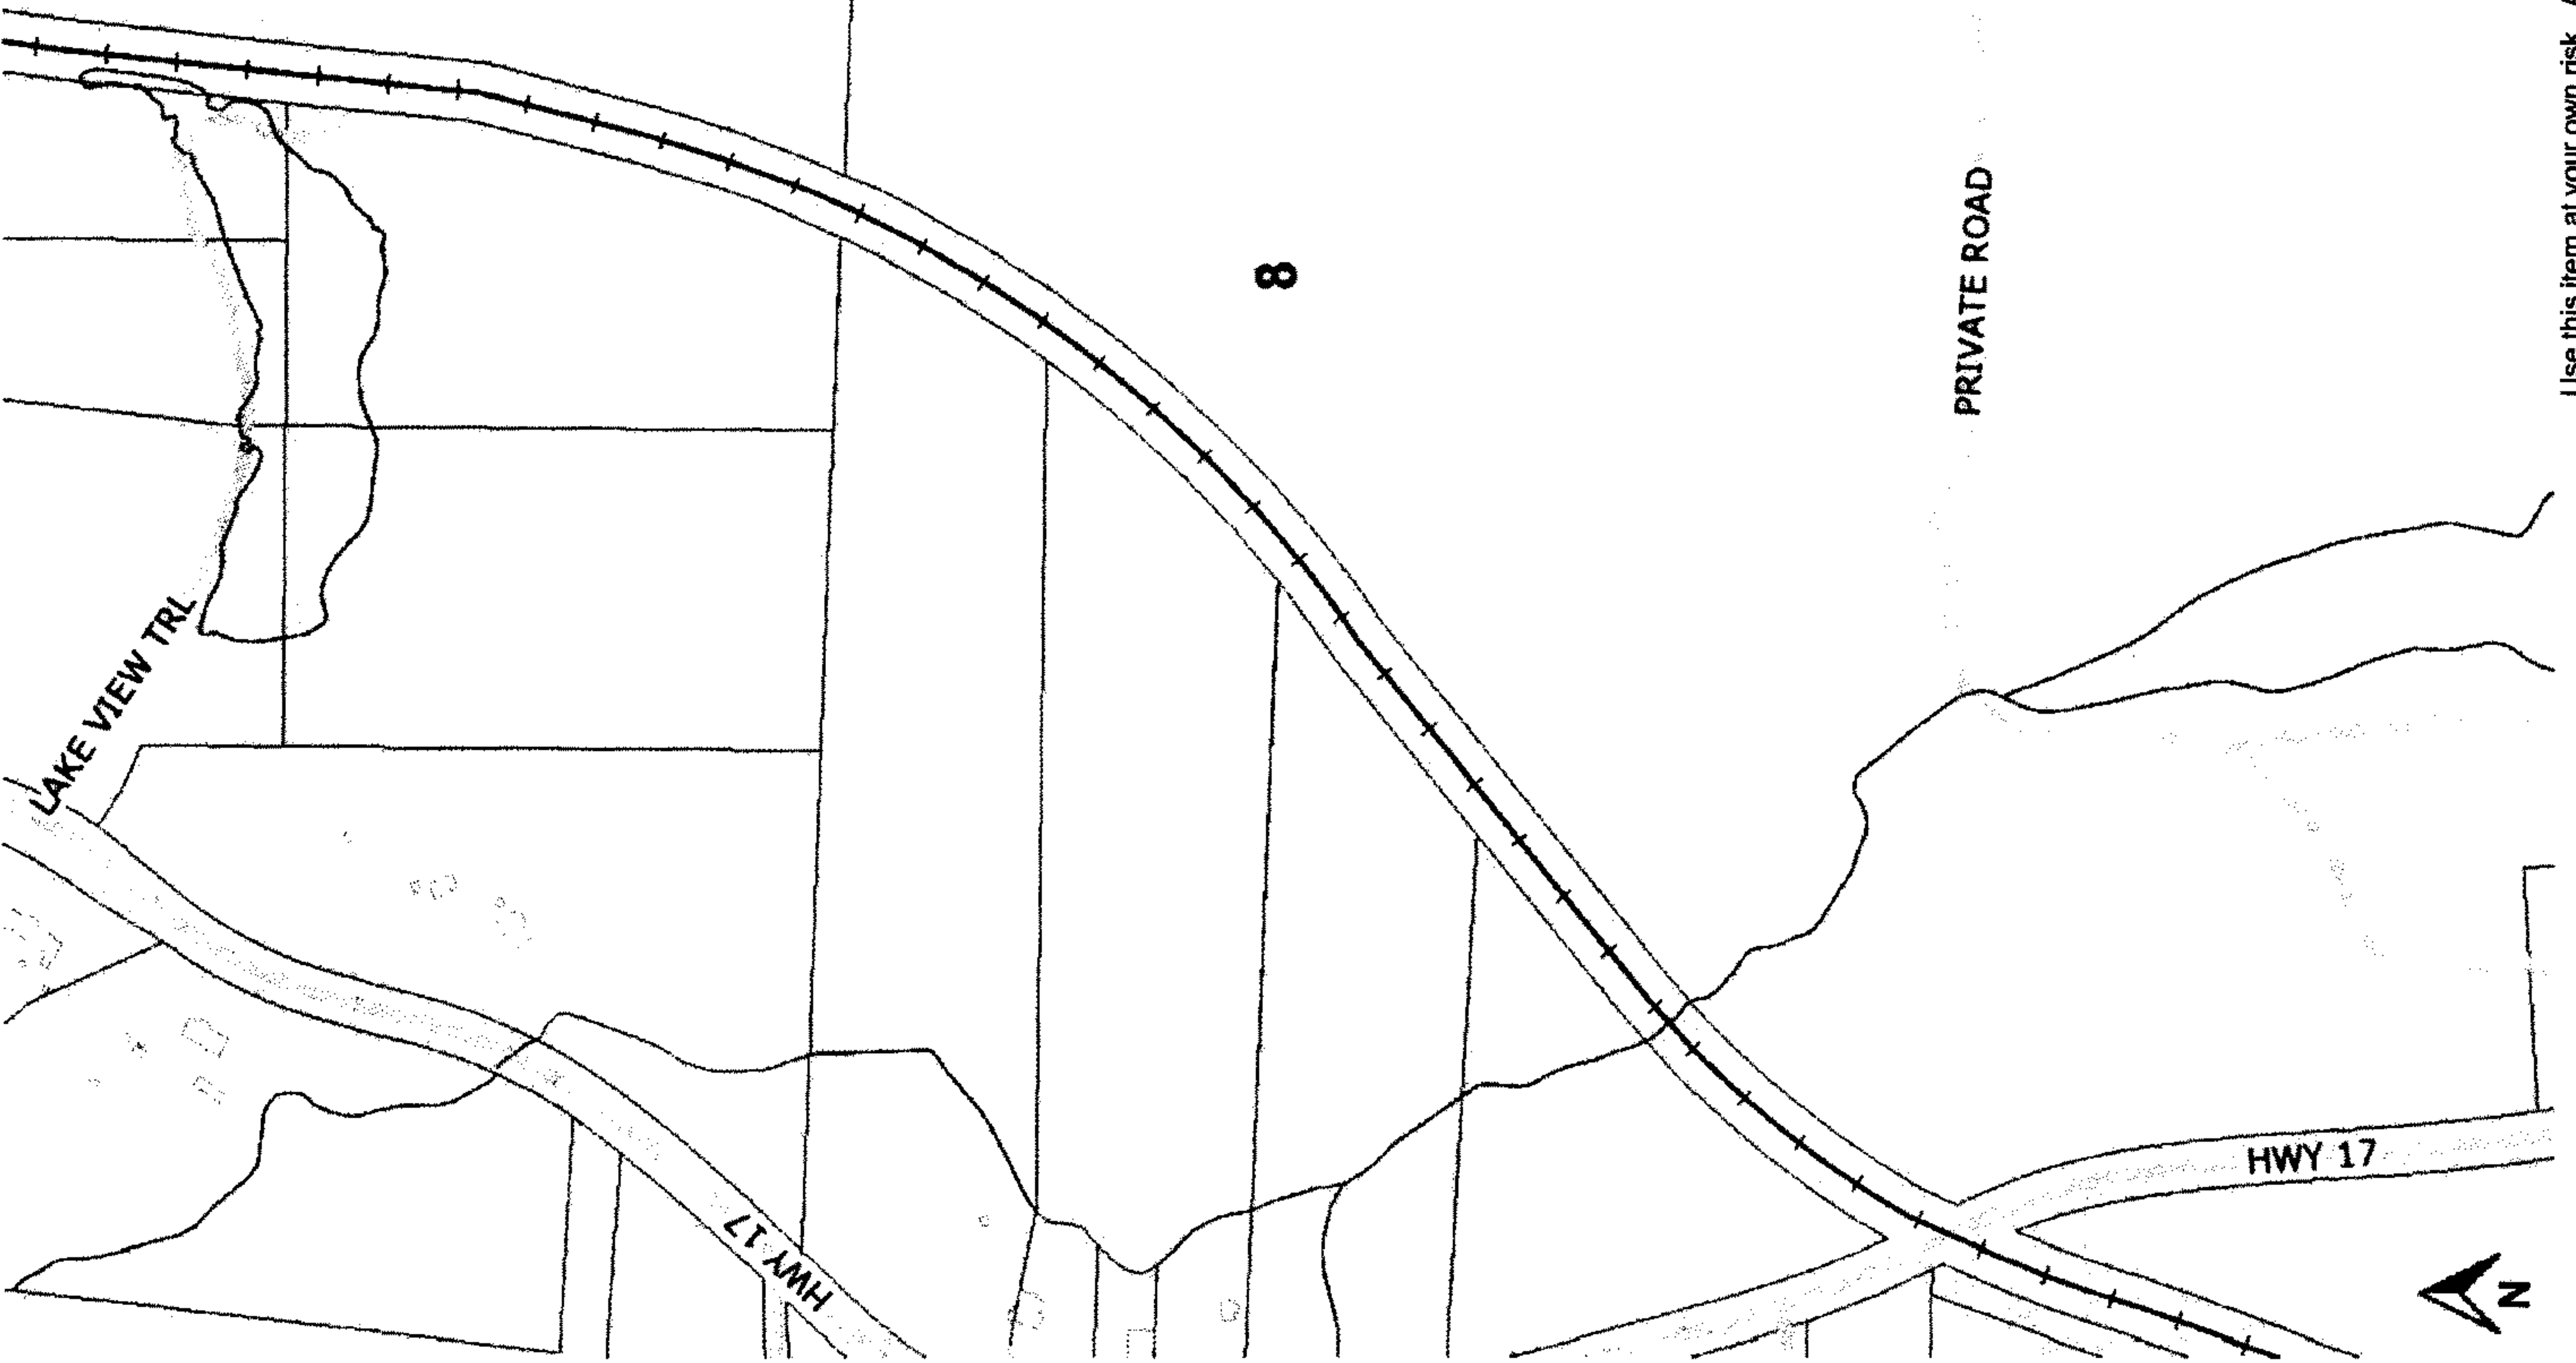 LAKE VIEW TRL
HWY 17
8
PRIVATE ROAD
HWY 17
N
Use this item at your own risk